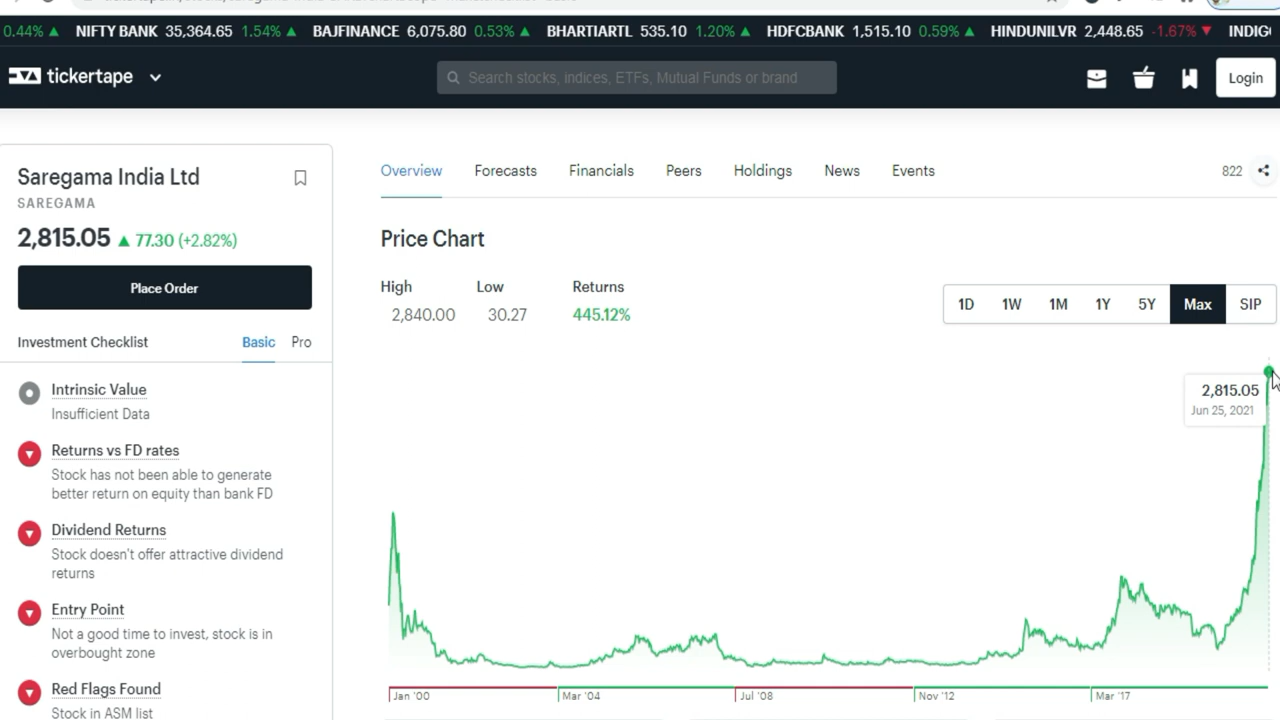 0.44% ▲ NIFTY BANK 35,364.65 1.54% ▲ BAJFINANCE 6,075.80 0.53% ▲ BHARTIARTL 535.10 1.20% ▲ HDFCBANK 1,515.10 0.59% ▲ HINDUNILVR 2,448.65 -1.67% ▼ INDIG
tickertape
Search stocks, indices, ETFs, Mutual Funds or brand
Login
Saregama India Ltd
SAREGAMA
2,815.05 ▲ 77.30 (+2.82%)
Place Order
Investment Checklist Basic Pro
Intrinsic Value
Insufficient Data
Returns vs FD rates
Stock has not been able to generate
better return on equity than bank FD
Dividend Returns
Stock doesn't offer attractive dividend
returns
Entry Point
Not a good time to invest, stock is in
overbought zone
Red Flags Found
Stock in ASM list
Overview Forecasts Financials Peers Holdings News Events 822
Price Chart
High Low Returns
2,840.00 30.27 445.12%
1D 1W 1M 1Y 5Y Max SIP
2,815.05
Jun 25, 2021
Jan '00 Mar '04 Jul '08 Nov '12 Mar '17